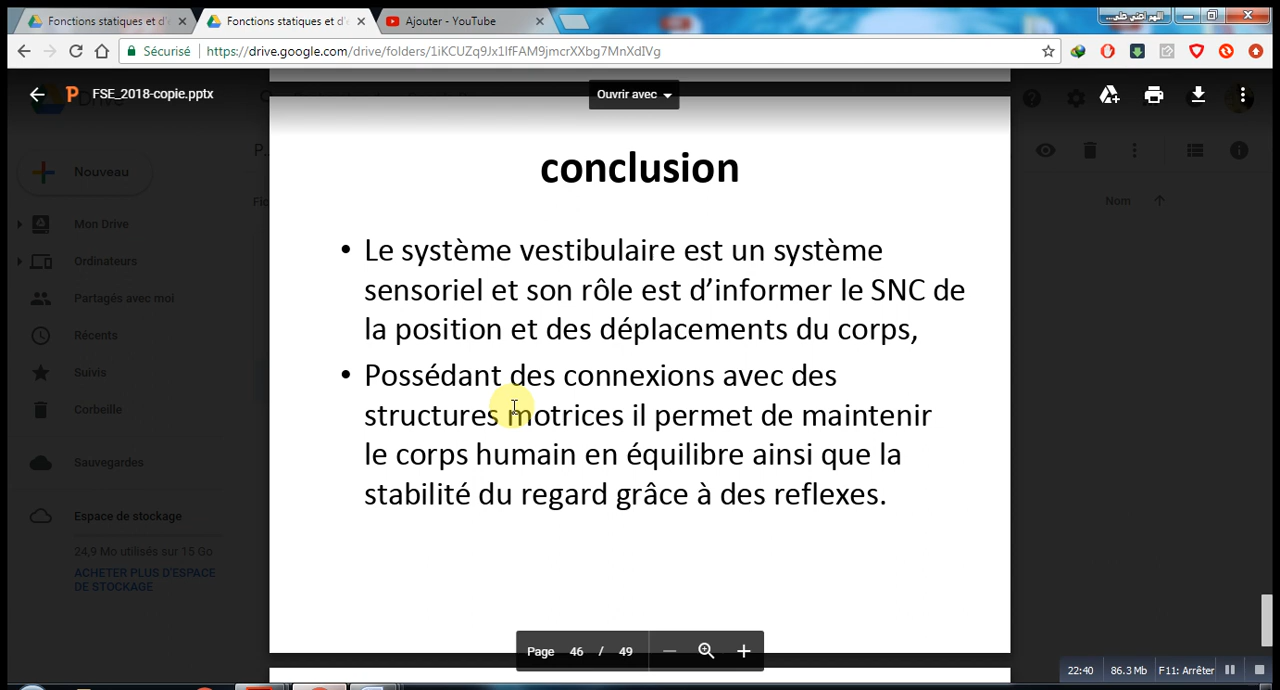 Fonctions statiques et d'
Fonctions statiques et d'
Ajouter - YouTube
Sécurisé
https://drive.google.com/drive/folders/1iKCUZq9Jx1lfFAM9jmcrXXbg7MnXdIVg
FSE_2018-copie.pptx
Ouvrir avec
Nouveau
Mon Drive
Ordinateurs
Partagés avec moi
Récents
Suivis
Corbeille
Sauvegardes
Espace de stockage
24,9 Mo utilisés sur 15 Go
ACHETER PLUS D'ESPACE
DE STOCKAGE
Nom
conclusion
• Le système vestibulaire est un système
sensoriel et son rôle est d’informer le SNC de
la position et des déplacements du corps,
• Possédant des connexions avec des
structures motrices il permet de maintenir
le corps humain en équilibre ainsi que la
stabilité du regard grâce à des reflexes.
Page 46 / 49
22:40 86.3 Mb F11: Arrêter